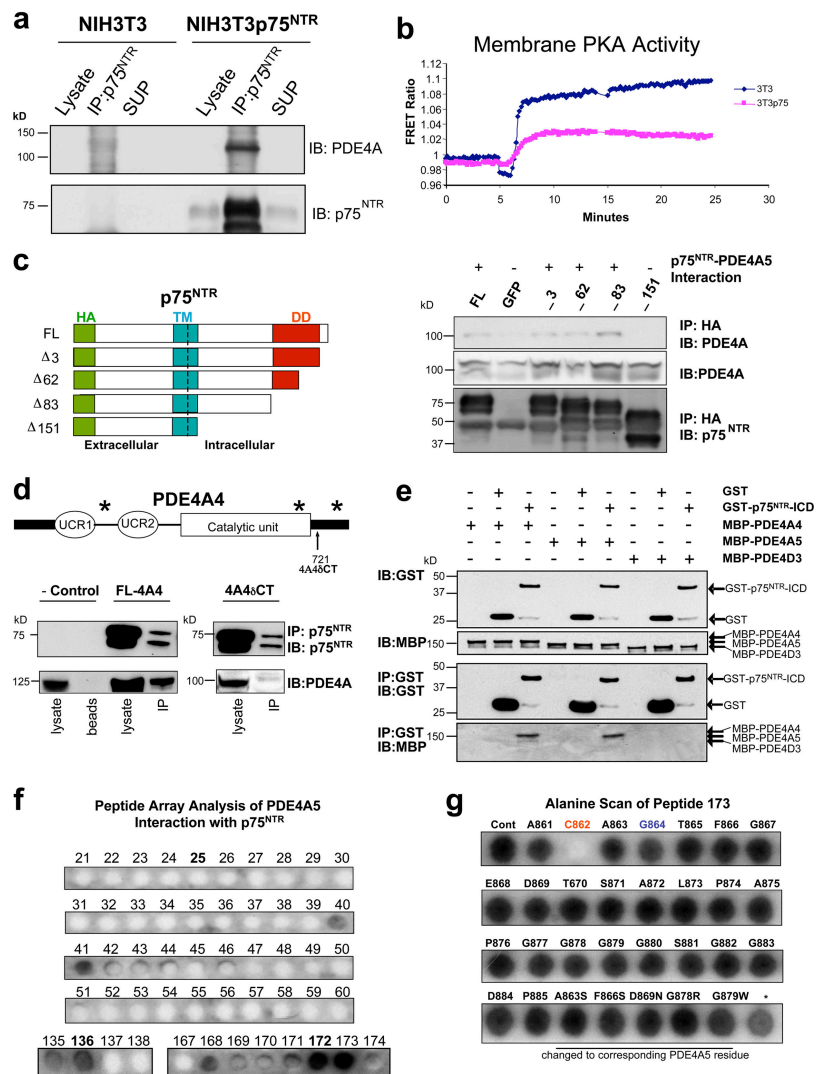 a
NIH3T3 NIH3T3p75NTR
Lysate IP:p75NTR SUP Lysate IP:p75NTR SUP
kD
150
100
IB: PDE4A
75
IB: p75NTR
b
Membrane PKA Activity
FRET Ratio
1.12
1.1
1.08
1.06
1.04
1.02
1
0.98
0.96
0 5 10 15 20 25 30
Minutes
3T3
3T3p75
c
p75NTR
HA TM DD
FL
Δ3
Δ62
Δ83
Δ151
Extracellular Intracellular
+ - + + + -
p75NTR-PDE4A5
Interaction
FL GFP – 3 – 62 – 83 – 151
kD
100
IP: HA
IB: PDE4A
100
IB:PDE4A
75
50
37
IP: HA
IB: p75NTR
d
PDE4A4
* * *
UCR1 UCR2 Catalytic unit
721
4A4δCT
- Control FL-4A4 4A4δCT
kD kD
75 75
IP: p75NTR
IB: p75NTR
125 100
IB:PDE4A
lysate beads lysate IP lysate IP
e
- + - - + - - + - GST
- - + - - + - - + GST-p75NTR-ICD
+ + + - - - - - - MBP-PDE4A4
- - - + + + - - - MBP-PDE4A5
- - - - - - + + + MBP-PDE4D3
kD
IB:GST 50
37
25
GST-p75NTR-ICD
GST
IB:MBP 150
MBP-PDE4A4
MBP-PDE4A5
MBP-PDE4D3
IP:GST
IB:GST
50
37
25
GST-p75NTR-ICD
GST
IP:GST
IB:MBP
150
MBP-PDE4A4
MBP-PDE4A5
MBP-PDE4D3
f
Peptide Array Analysis of PDE4A5
Interaction with p75NTR
21 22 23 24 25 26 27 28 29 30
31 32 33 34 35 36 37 38 39 40
41 42 43 44 45 46 47 48 49 50
51 52 53 54 55 56 57 58 59 60
135 136 137 138 167 168 169 170 171 172 173 174
g
Alanine Scan of Peptide 173
Cont A861 C862 A863 G864 T865 F866 G867
E868 D869 T670 S871 A872 L873 P874 A875
P876 G877 G878 G879 G880 S881 G882 G883
D884 P885 A863S F866S D869N G878R G879W *
changed to corresponding PDE4A5 residue